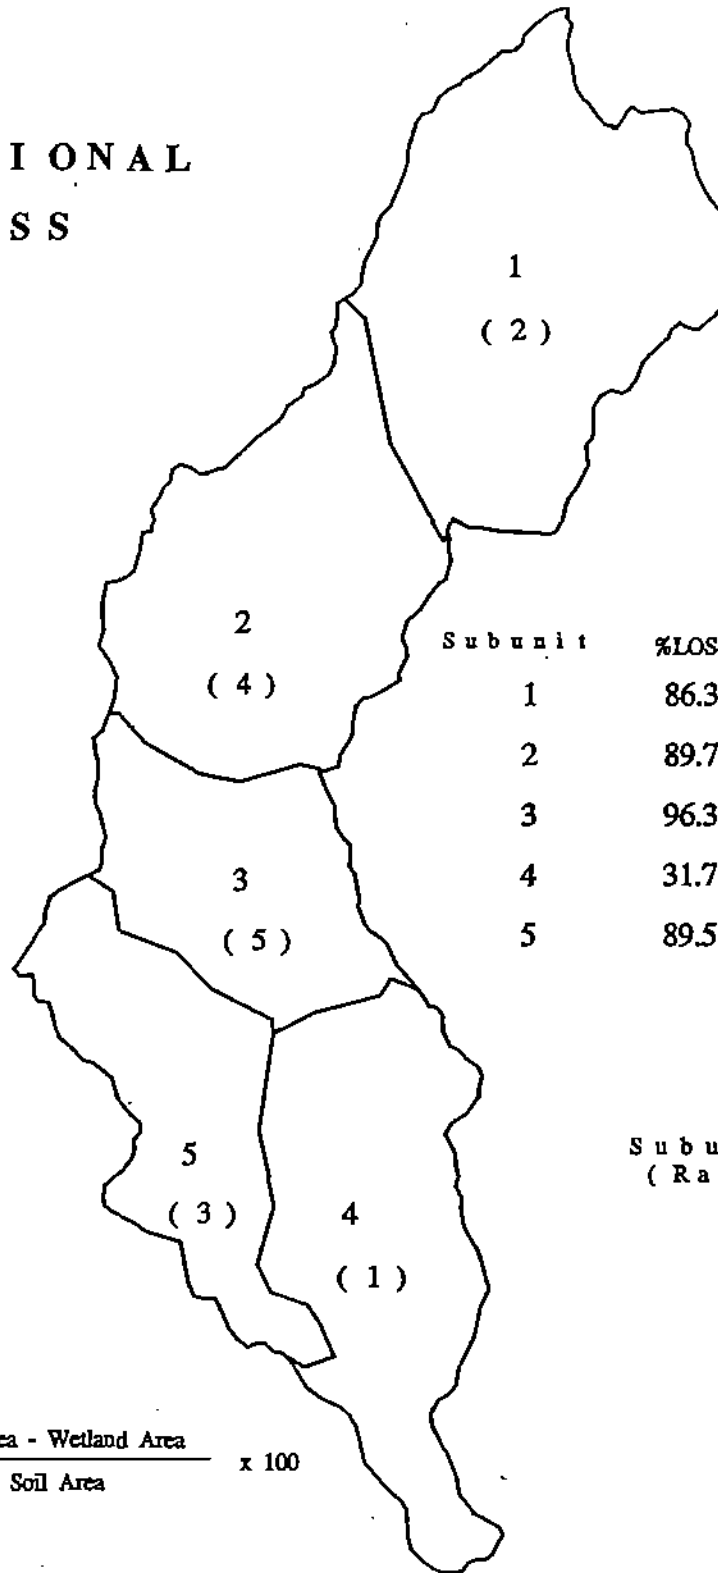 I O N A L
S S
1
( 2 )
2
( 4 )
Subunit %LOS
1 86.3
2 89.7
3 96.3
4 31.7
5 89.5
3
( 5 )
Subu
( Ra
5
( 3 )
4
( 1 )
ea - Wetland Area
Soil Area
x 100